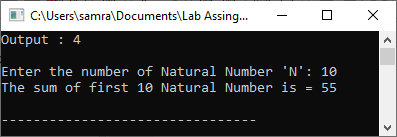 C:\Users\samra\Documents\Lab Assing...
Output : 4
Enter the number of Natural Number 'N': 10
The sum of first 10 Natural Number is = 55
--------------------------------